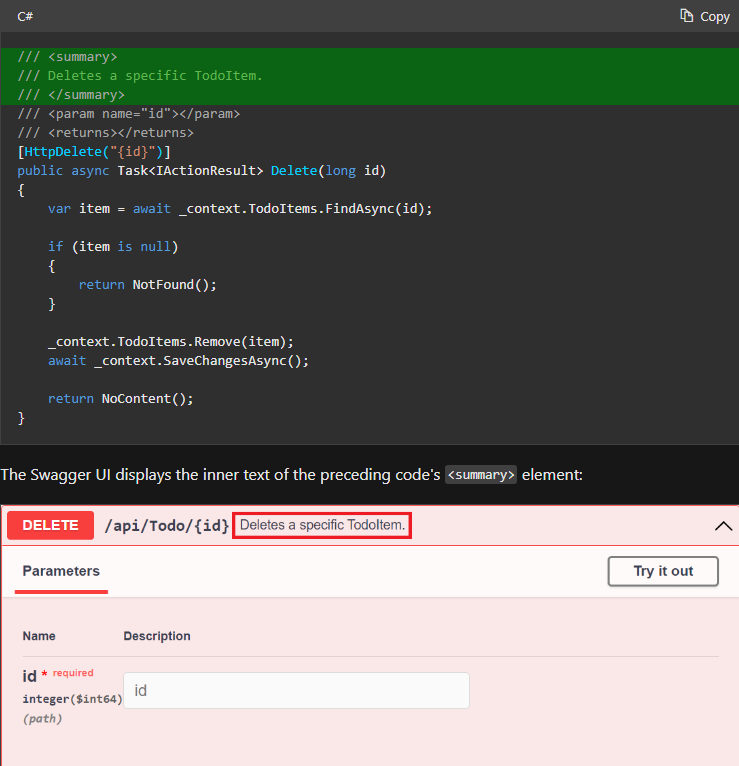 C#
Copy
/// <summary>
/// Deletes a specific TodoItem.
/// </summary>
/// <param name="id"></param>
/// <returns></returns>
[HttpDelete("{id}")]
public async Task<IActionResult> Delete(long id)
{
    var item = await _context.TodoItems.FindAsync(id);
    if (item is null)
    {
        return NotFound();
    }
    _context.TodoItems.Remove(item);
    await _context.SaveChangesAsync();
    return NoContent();
}
The Swagger UI displays the inner text of the preceding code's <summary> element:
DELETE /api/Todo/{id} Deletes a specific TodoItem.
Parameters
Try it out
Name Description
id * required
id
integer($int64)
(path)